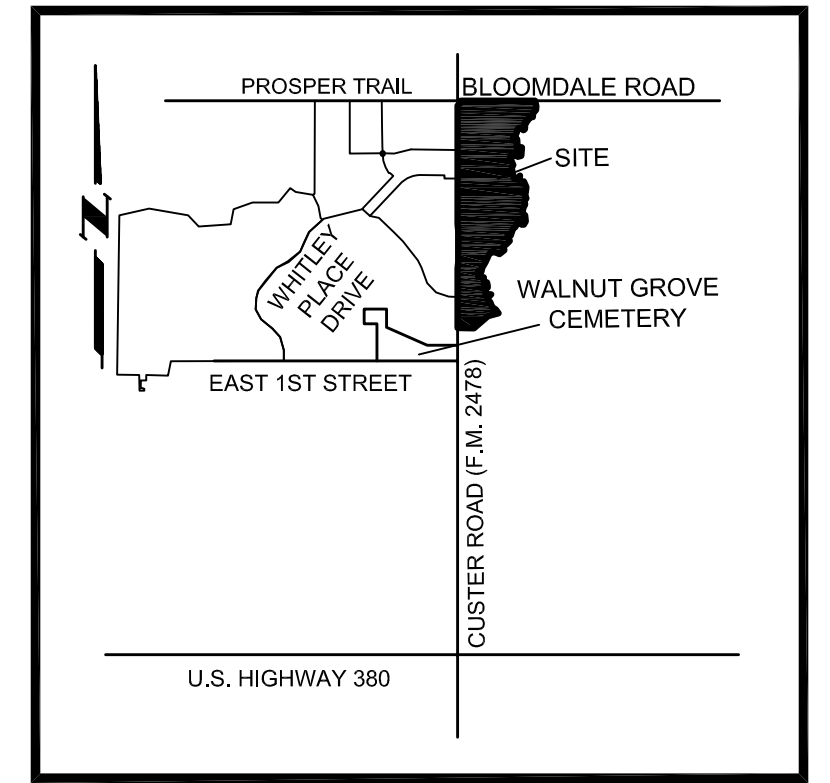 PROSPER TRAIL
BLOOMDALE ROAD
SITE
N
WHITLEY
PLACE
DRIVE
WALNUT GROVE
CEMETERY
EAST 1ST STREET
CUSTER ROAD (F.M. 2478)
U.S. HIGHWAY 380